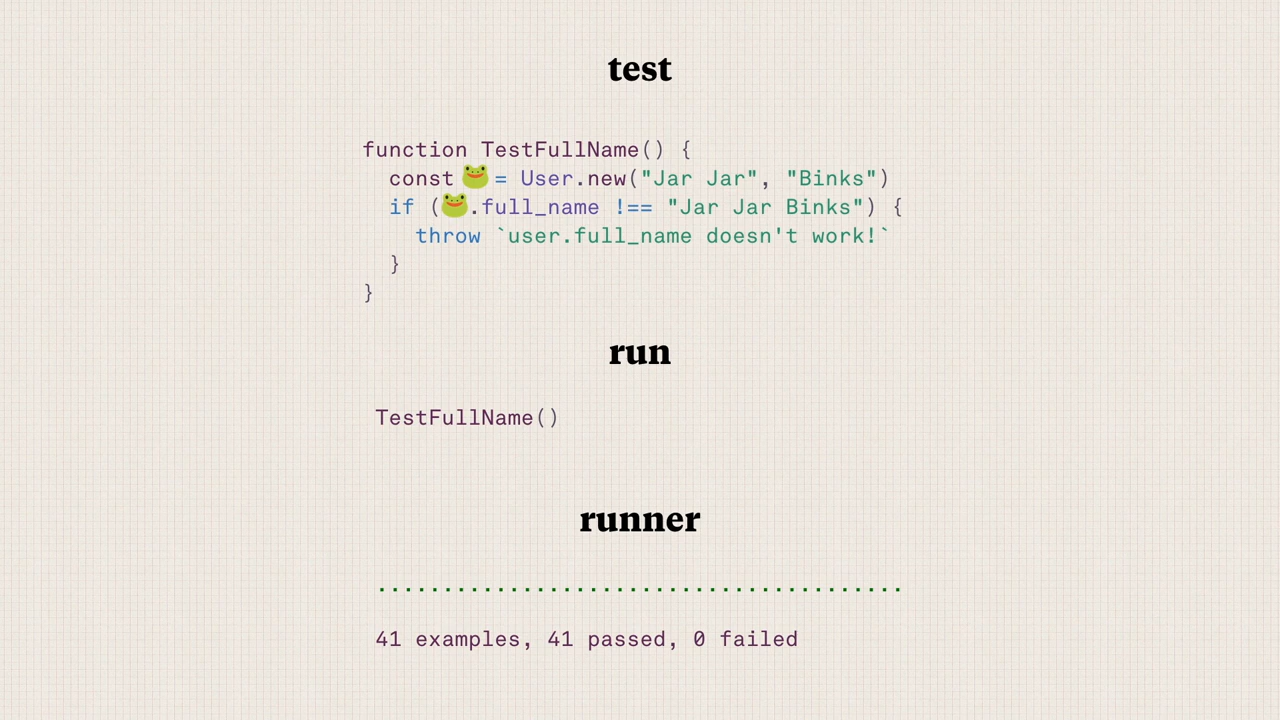 test
function TestFullName() {
  const 🐸 = User.new("Jar Jar", "Binks")
  if (🐸.full_name !== "Jar Jar Binks") {
    throw `user.full_name doesn't work!`
  }
}
run
TestFullName()
runner
........................................
41 examples, 41 passed, 0 failed